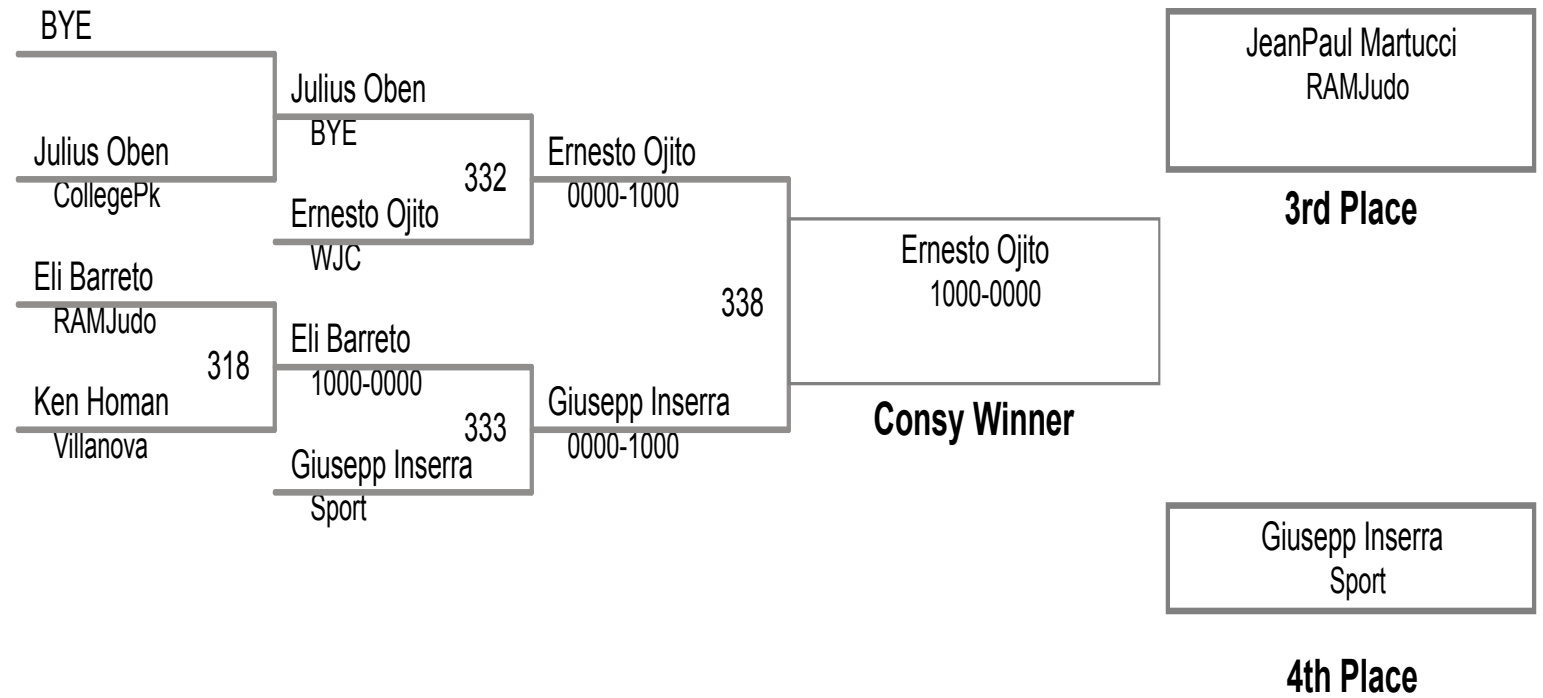 BYE
Julius Oben
CollegePk
Eli Barreto
RAMJudo
318
Ken Homan
Villanova
Julius Oben
BYE
332
Ernesto Ojito
WJC
Eli Barreto
1000-0000
333
Giusepp Inserra
Sport
Ernesto Ojito
0000-1000
338
Giusepp Inserra
0000-1000
Ernesto Ojito
1000-0000
Consy Winner
JeanPaul Martucci
RAMJudo
3rd Place
Giusepp Inserra
Sport
4th Place